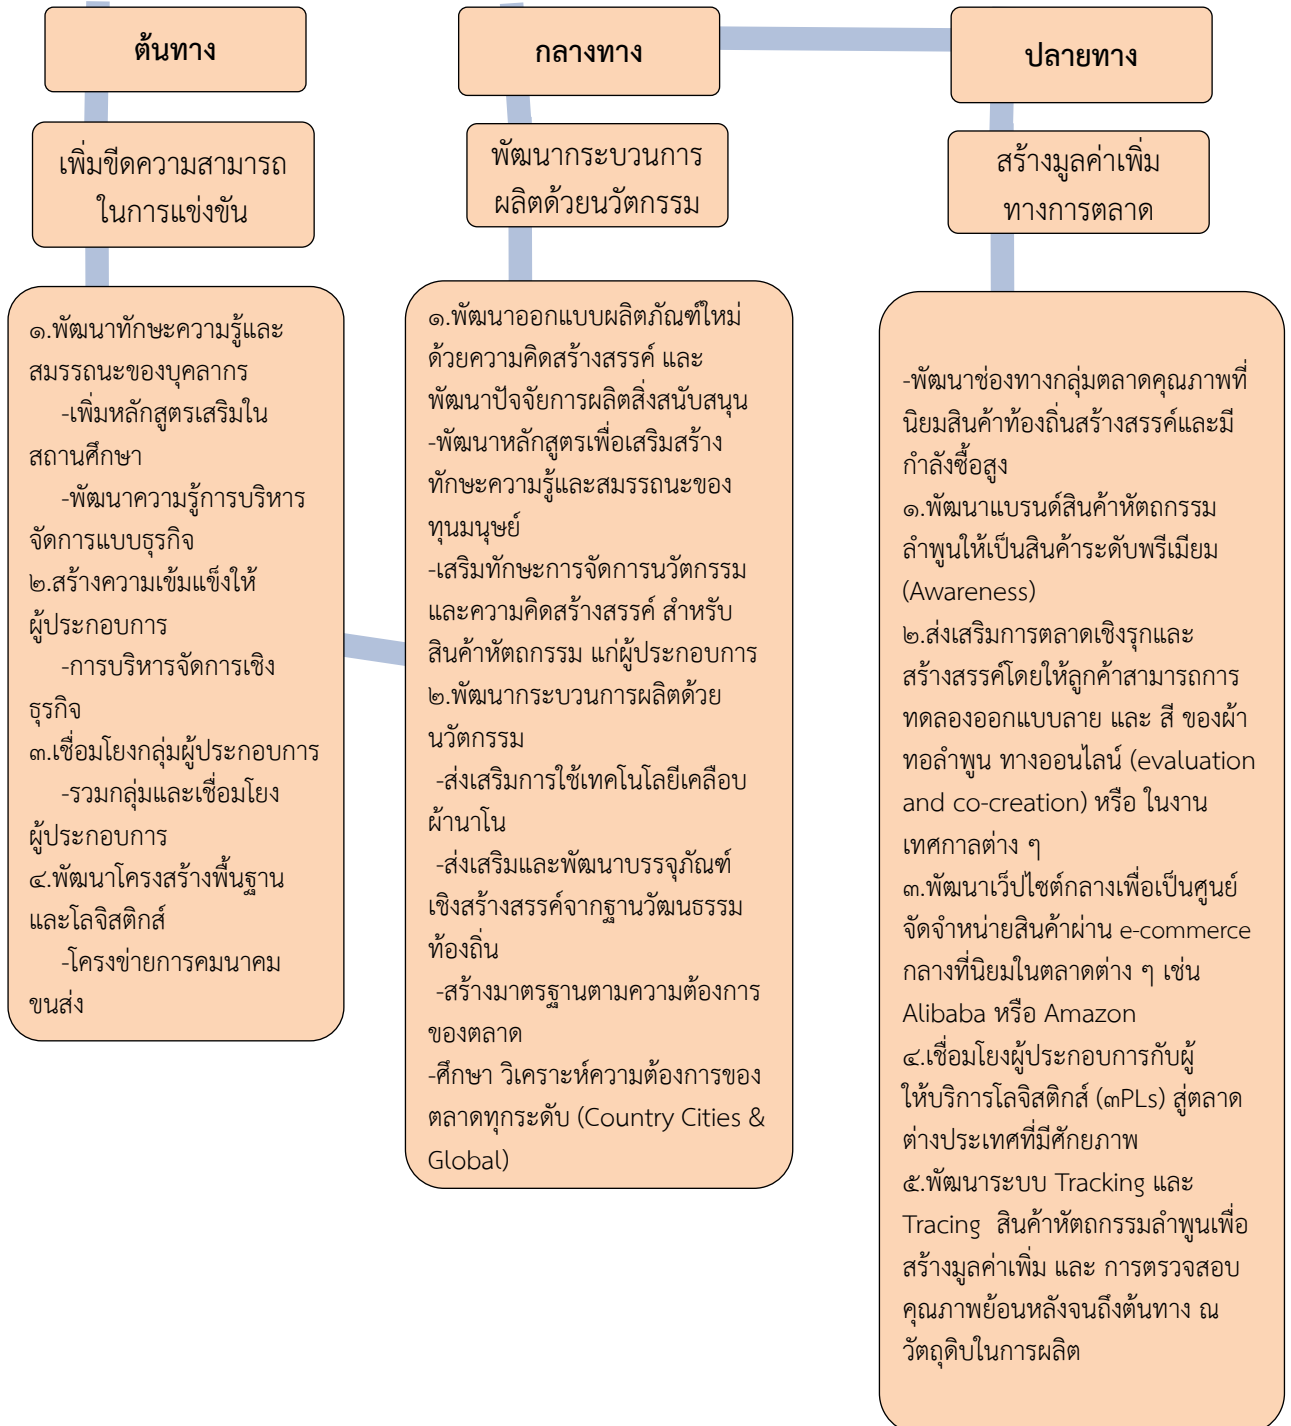 ต้นทาง
เพิ่มขีดความสามารถ
ในการแข่งขัน
๑.พัฒนาทักษะความรู้และ
สมรรถนะของบุคลากร
-เพิ่มหลักสูตรเสริมใน
สถานศึกษา
-พัฒนาความรู้การบริหาร
จัดการแบบธุรกิจ
๒.สร้างความเข้มแข็งให้
ผู้ประกอบการ
-การบริหารจัดการเชิง
ธุรกิจ
๓.เชื่อมโยงกลุ่มผู้ประกอบการ
-รวมกลุ่มและเชื่อมโยง
ผู้ประกอบการ
๔.พัฒนาโครงสร้างพื้นฐาน
และโลจิสติกส์
-โครงข่ายการคมนาคม
ขนส่ง
กลางทาง
พัฒนากระบวนการ
ผลิตด้วยนวัตกรรม
๑.พัฒนาออกแบบผลิตภัณฑ์ใหม่
ด้วยความคิดสร้างสรรค์ และ
พัฒนาปัจจัยการผลิตสิ่งสนับสนุน
-พัฒนาหลักสูตรเพื่อเสริมสร้าง
ทักษะความรู้และสมรรถนะของ
ทุนมนุษย์
-เสริมทักษะการจัดการนวัตกรรม
และความคิดสร้างสรรค์ สำหรับ
สินค้าหัตถกรรม แก่ผู้ประกอบการ
๒.พัฒนากระบวนการผลิตด้วย
นวัตกรรม
-ส่งเสริมการใช้เทคโนโลยีเคลือบ
ผ้านาโน
-ส่งเสริมและพัฒนาบรรจุภัณฑ์
เชิงสร้างสรรค์จากฐานวัฒนธรรม
ท้องถิ่น
-สร้างมาตรฐานตามความต้องการ
ของตลาด
-ศึกษา วิเคราะห์ความต้องการของ
ตลาดทุกระดับ (Country Cities &
Global)
ปลายทาง
สร้างมูลค่าเพิ่ม
ทางการตลาด
-พัฒนาช่องทางกลุ่มตลาดคุณภาพที่
นิยมสินค้าท้องถิ่นสร้างสรรค์และมี
กำลังซื้อสูง
๑.พัฒนาแบรนด์สินค้าหัตถกรรม
ลำพูนให้เป็นสินค้าระดับพรีเมียม
(Awareness)
๒.ส่งเสริมการตลาดเชิงรุกและ
สร้างสรรค์โดยให้ลูกค้าสามารถการ
ทดลองออกแบบลาย และ สี ของผ้า
ทอลำพูน ทางออนไลน์ (evaluation
and co-creation) หรือ ในงาน
เทศกาลต่าง ๆ
๓.พัฒนาเว็ปไซต์กลางเพื่อเป็นศูนย์
จัดจำหน่ายสินค้าผ่าน e-commerce
กลางที่นิยมในตลาดต่าง ๆ เช่น
Alibaba หรือ Amazon
๔.เชื่อมโยงผู้ประกอบการกับผู้
ให้บริการโลจิสติกส์ (๓PLs) สู่ตลาด
ต่างประเทศที่มีศักยภาพ
๕.พัฒนาระบบ Tracking และ
Tracing สินค้าหัตถกรรมลำพูนเพื่อ
สร้างมูลค่าเพิ่ม และ การตรวจสอบ
คุณภาพย้อนหลังจนถึงต้นทาง ณ
วัตถุดิบในการผลิต